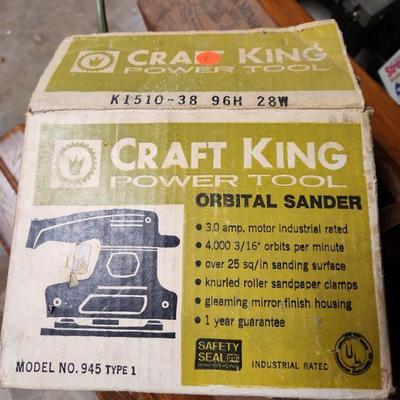 CRAFT KING
POWER TOOL
K1510-38 96H 28W
CRAFT KING
POWER TOOL
ORBITAL SANDER
• 3.0 amp. motor industrial rated
• 4,000 3/16" orbits per minute
• over 25 sq/in sanding surface
• knurled roller sandpaper clamps
• gleaming mirror finish housing
• 1 year guarantee
SAFETY
SEAL
INDUSTRIAL RATED
UL
MODEL NO. 945 TYPE 1